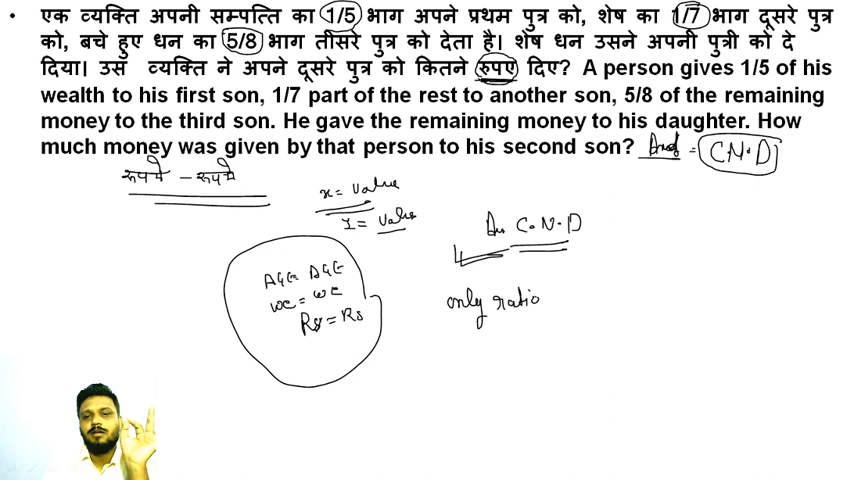 • एक व्यक्ति अपनी सम्पत्ति का 1/5 भाग अपने प्रथम पुत्र को, शेष का 1/7 भाग दूसरे पुत्र
को, बचे हुए धन का 5/8 भाग तीसरे पुत्र को देता है। शेष धन उसने अपनी पुत्री को दे
दिया। उस व्यक्ति ने अपने दूसरे पुत्र को कितने रुपए दिए? A person gives 1/5 of his
wealth to his first son, 1/7 part of the rest to another son, 5/8 of the remaining
money to the third son. He gave the remaining money to his daughter. How
much money was given by that person to his second son? = C.N.D
रूपये - रूपये
x = value
1 = value
Ans C.N.D
AGE AGE
Rs = Rs
only ratio